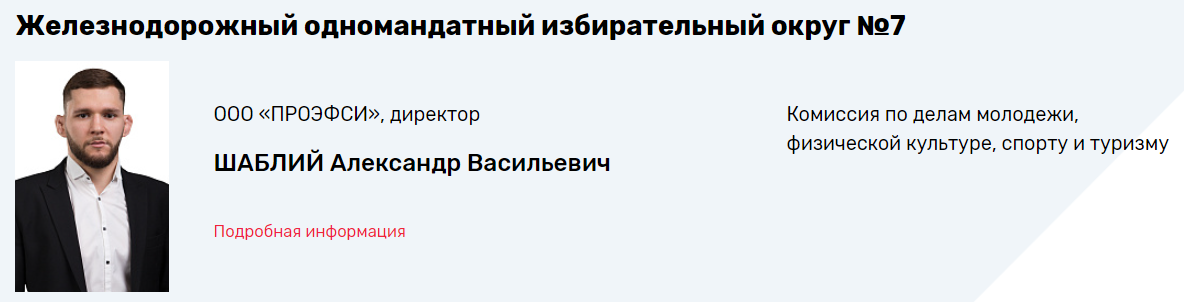 Железнодорожный одномандатный избирательный округ №7
ООО «ПРОЭФСИ», директор
ШАБЛИЙ Александр Васильевич
Подробная информация
Комиссия по делам молодежи,
физической культуре, спорту и туризму